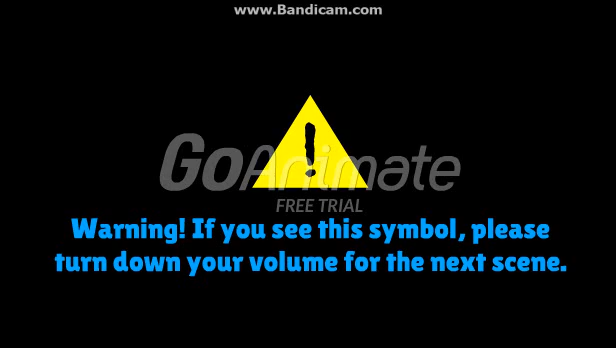 www.Bandicam.com
!
GoAnimate
FREE TRIAL
Warning! If you see this symbol, please
turn down your volume for the next scene.